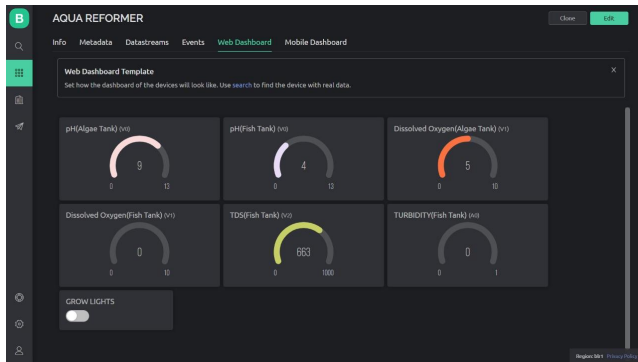 B
AQUA REFORMER
Clone
Edit
Info Metadata Datastreams Events Web Dashboard Mobile Dashboard
Web Dashboard Template
X
Set how the dashboard of the devices will look like. Use search to find the device with real data.
pH(Algae Tank) (V0)
9
0 13
pH(Fish Tank) (V0)
4
0 13
Dissolved Oxygen(Algae Tank) (V1)
5
0 10
Dissolved Oxygen(Fish Tank) (V1)
0
0 10
TDS(Fish Tank) (V2)
663
0 1000
TURBIDITY(Fish Tank) (A0)
0
0 1
GROW LIGHTS
Region: blr1 Privacy Policy